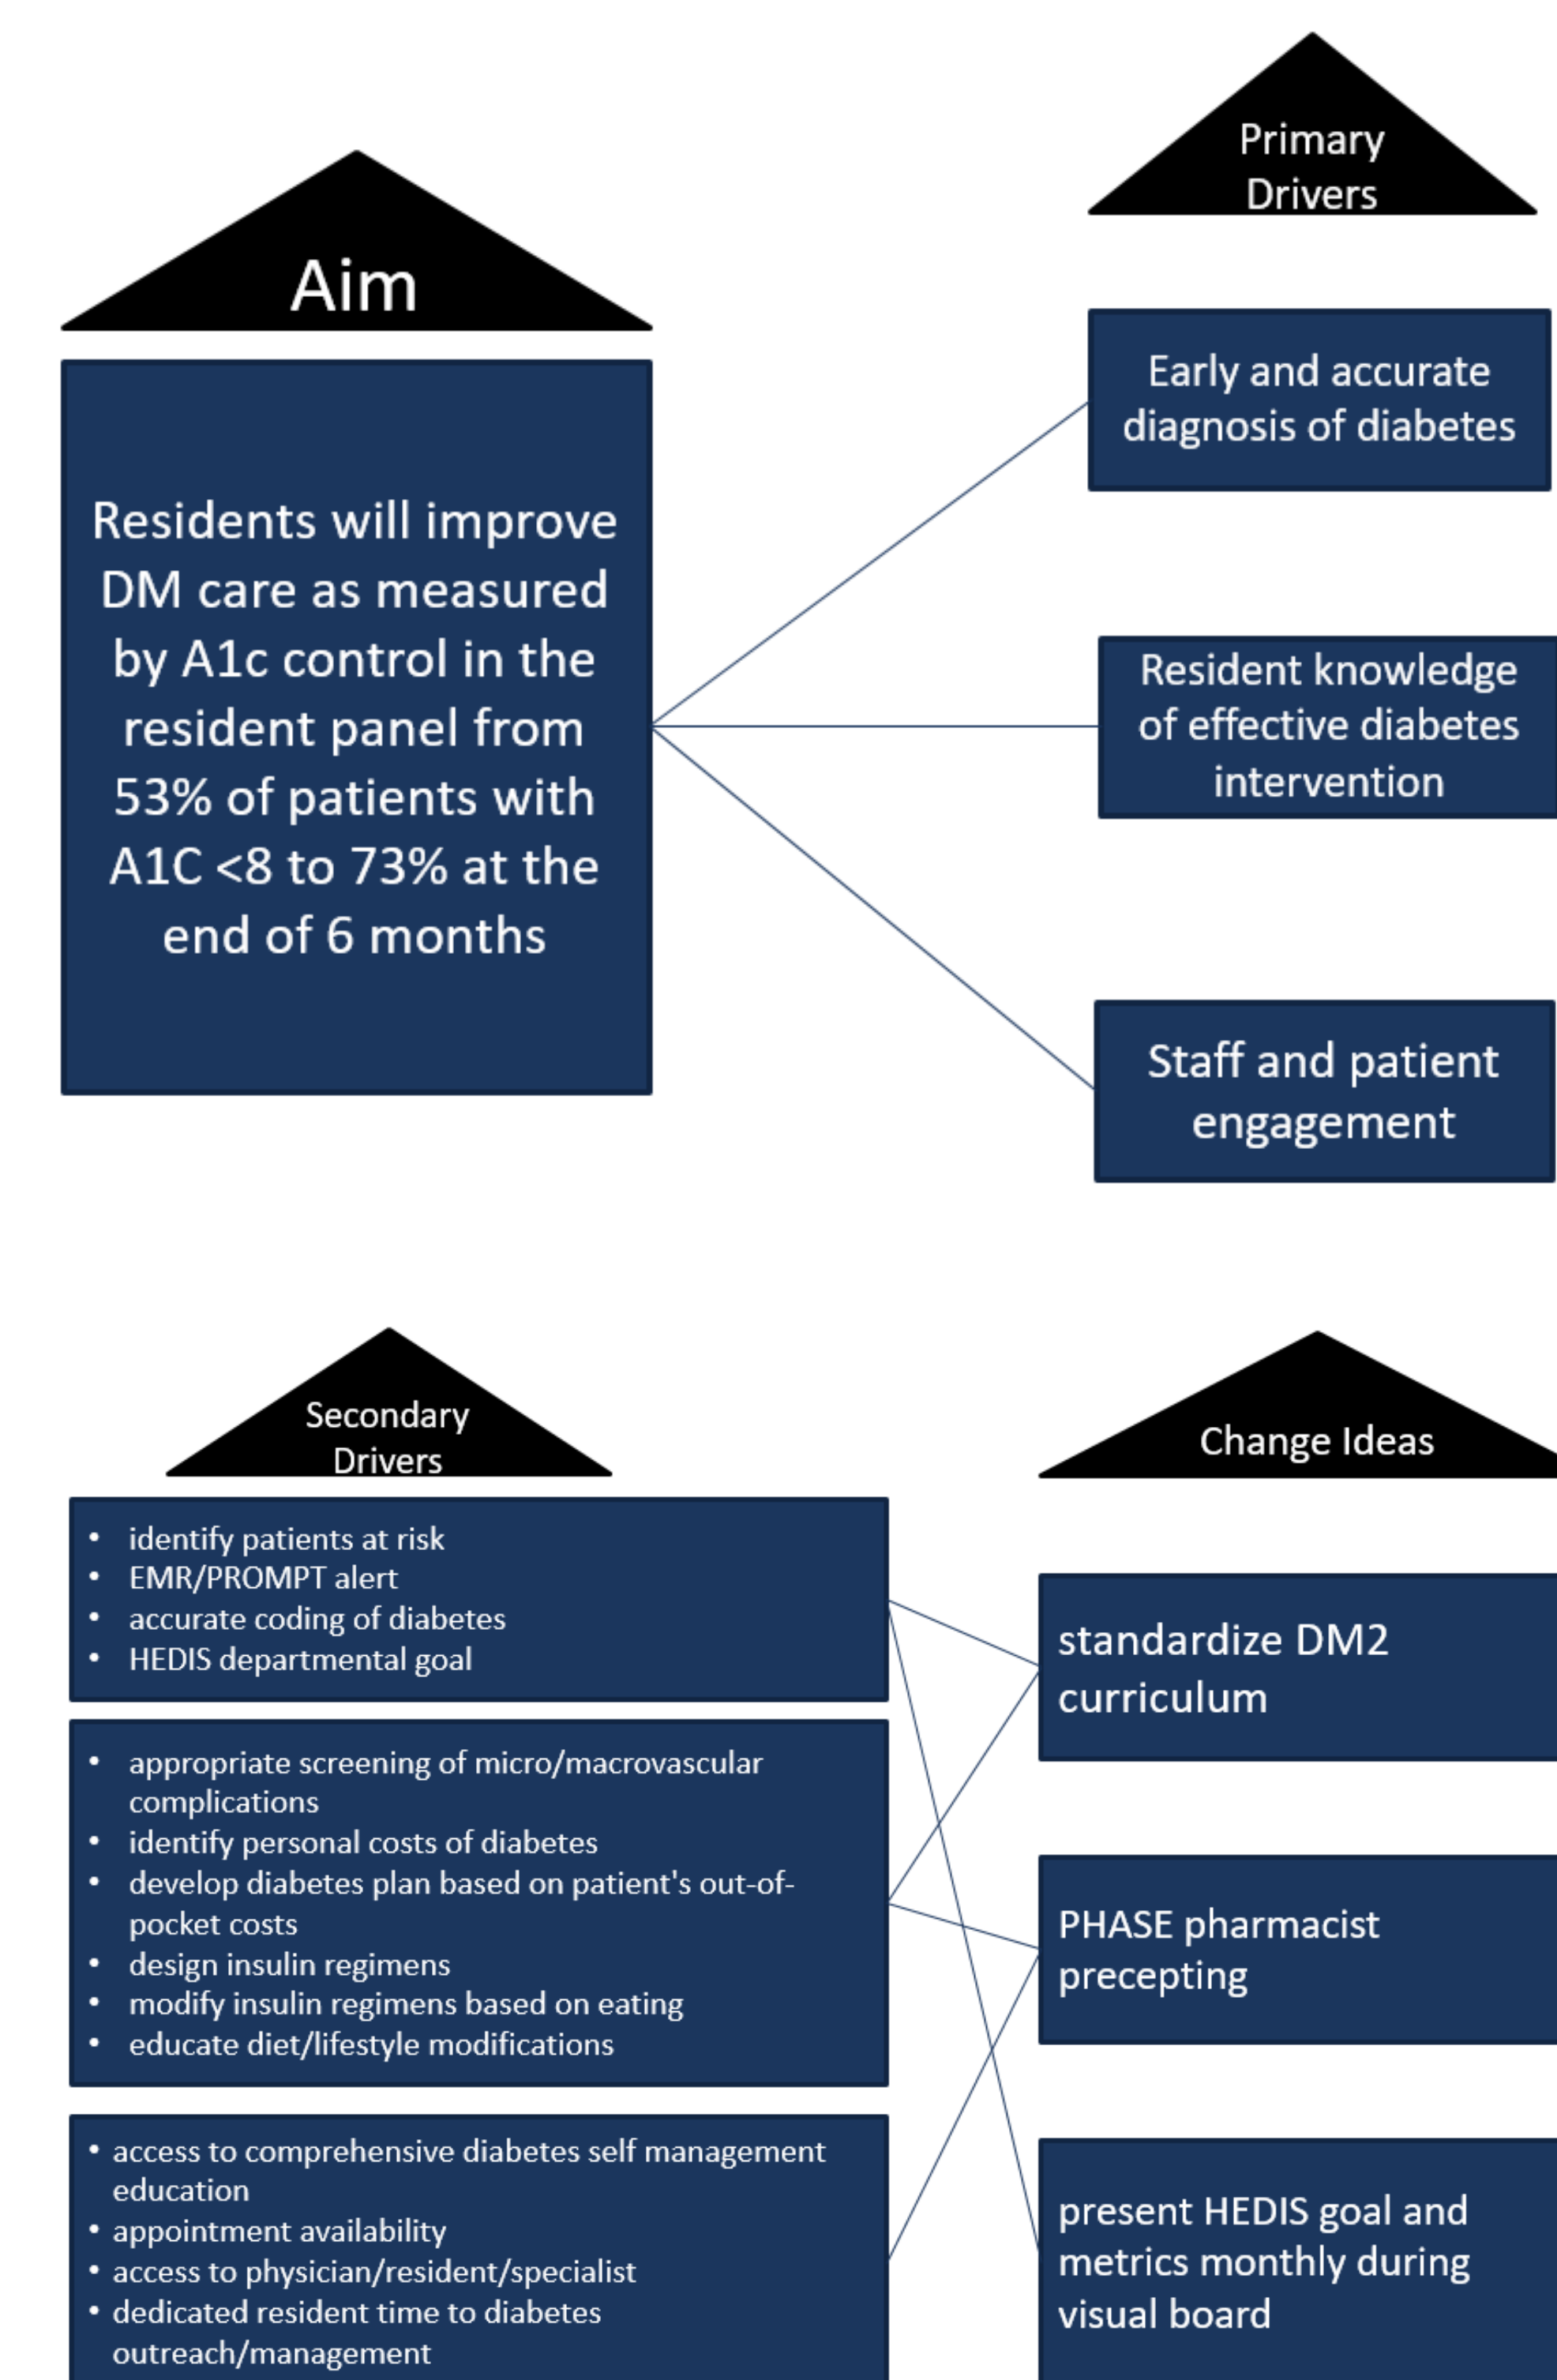 Aim
Residents will improve
DM care as measured
by A1c control in the
resident panel from
53% of patients with
A1C <8 to 73% at the
end of 6 months
Primary
Drivers
Early and accurate
diagnosis of diabetes
Resident knowledge
of effective diabetes
intervention
Staff and patient
engagement
Secondary
Drivers
• identify patients at risk
• EMR/PROMPT alert
• accurate coding of diabetes
• HEDIS departmental goal
• appropriate screening of micro/macrovascular
complications
• identify personal costs of diabetes
• develop diabetes plan based on patient's out-of-
pocket costs
• design insulin regimens
• modify insulin regimens based on eating
• educate diet/lifestyle modifications
• access to comprehensive diabetes self management
education
• appointment availability
• access to physician/resident/specialist
• dedicated resident time to diabetes
outreach/management
Change Ideas
standardize DM2
curriculum
PHASE pharmacist
precepting
present HEDIS goal and
metrics monthly during
visual board